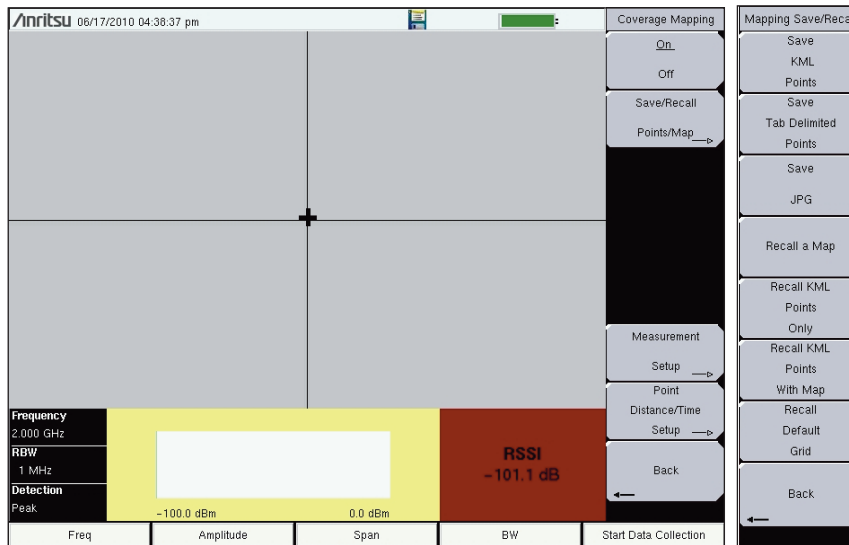 Anritsu 06/17/2010 04:38:37 pm
Coverage Mapping
On
Off
Save/Recall
Points/Map
Measurement
Setup
Point
Distance/Time
Setup
Back
Frequency
2.000 GHz
RBW
1 MHz
Detection
Peak
-100.0 dBm
0.0 dBm
RSSI
-101.1 dB
Freq
Amplitude
Span
BW
Start Data Collection
Mapping Save/Reca
Save
KML
Points
Save
Tab Delimited
Points
Save
JPG
Recall a Map
Recall KML
Points
Only
Recall KML
Points
With Map
Recall
Default
Grid
Back